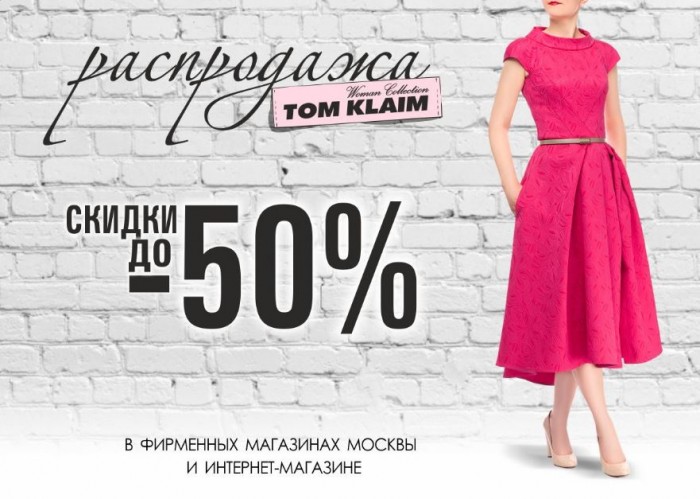 распродажа
Woman Collection
TOM KLAIM
СКИДКИ
ДО
-50%
В ФИРМЕННЫХ МАГАЗИНАХ МОСКВЫ
И ИНТЕРНЕТ-МАГАЗИНЕ